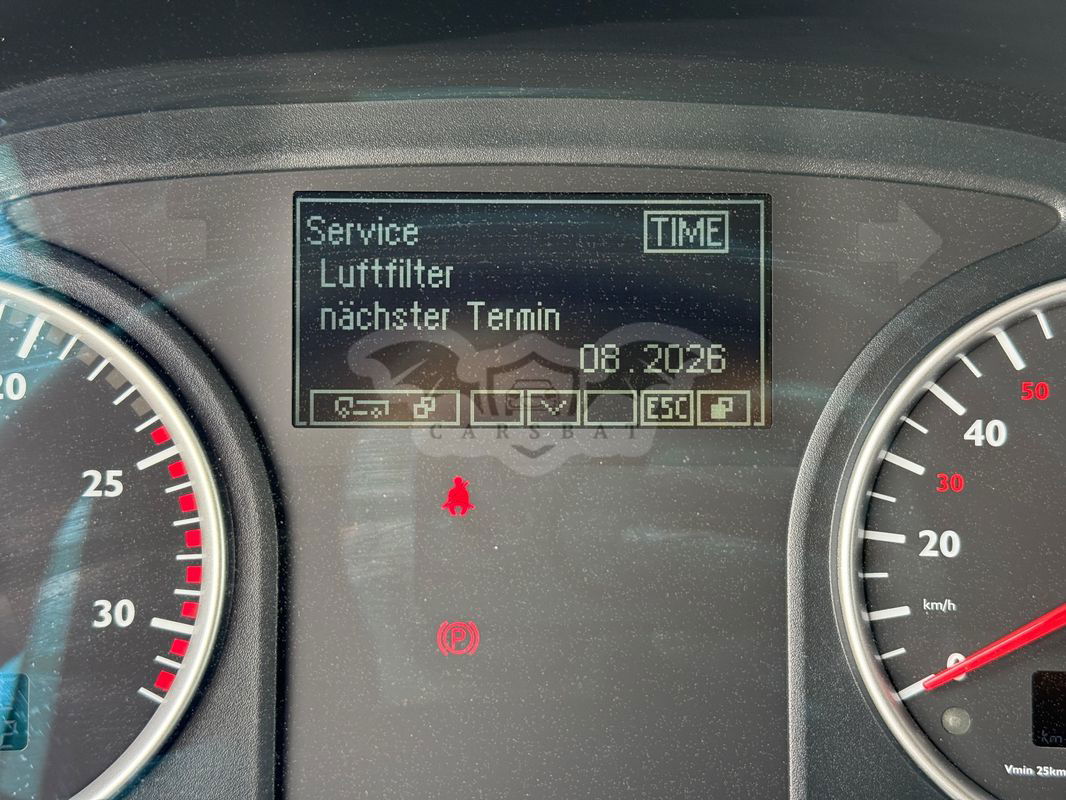 Service TIME
Luftfilter
nächster Termin
08.2026
ESC
CARSBAT
20
25
30
50
40
30
20
km/h
0
km
Vmin 25km
P